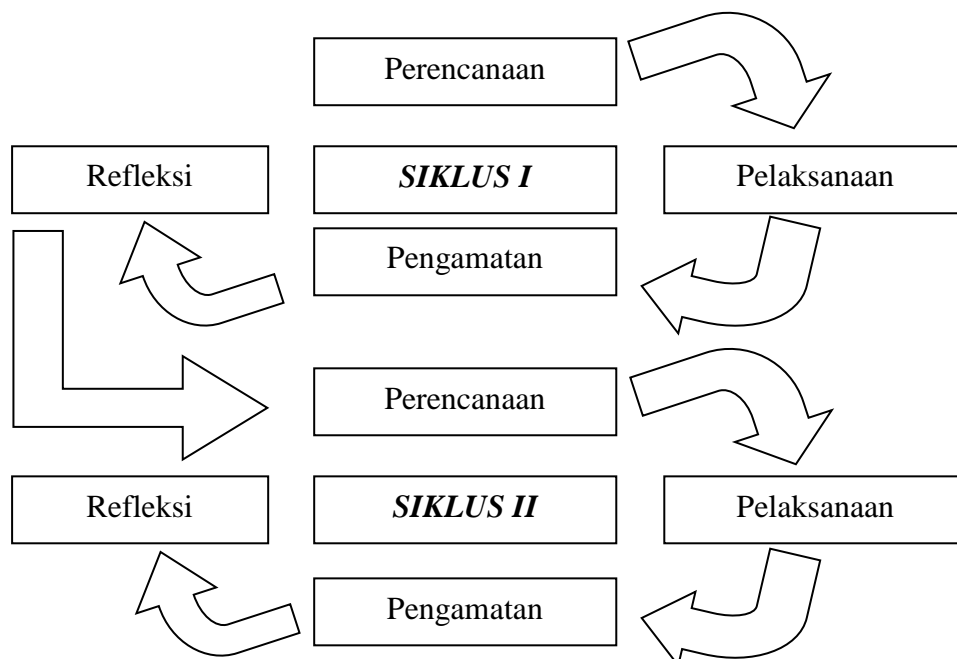 Perencanaan
Refleksi
SIKLUS I
Pelaksanaan
Pengamatan
Perencanaan
Refleksi
SIKLUS II
Pelaksanaan
Pengamatan